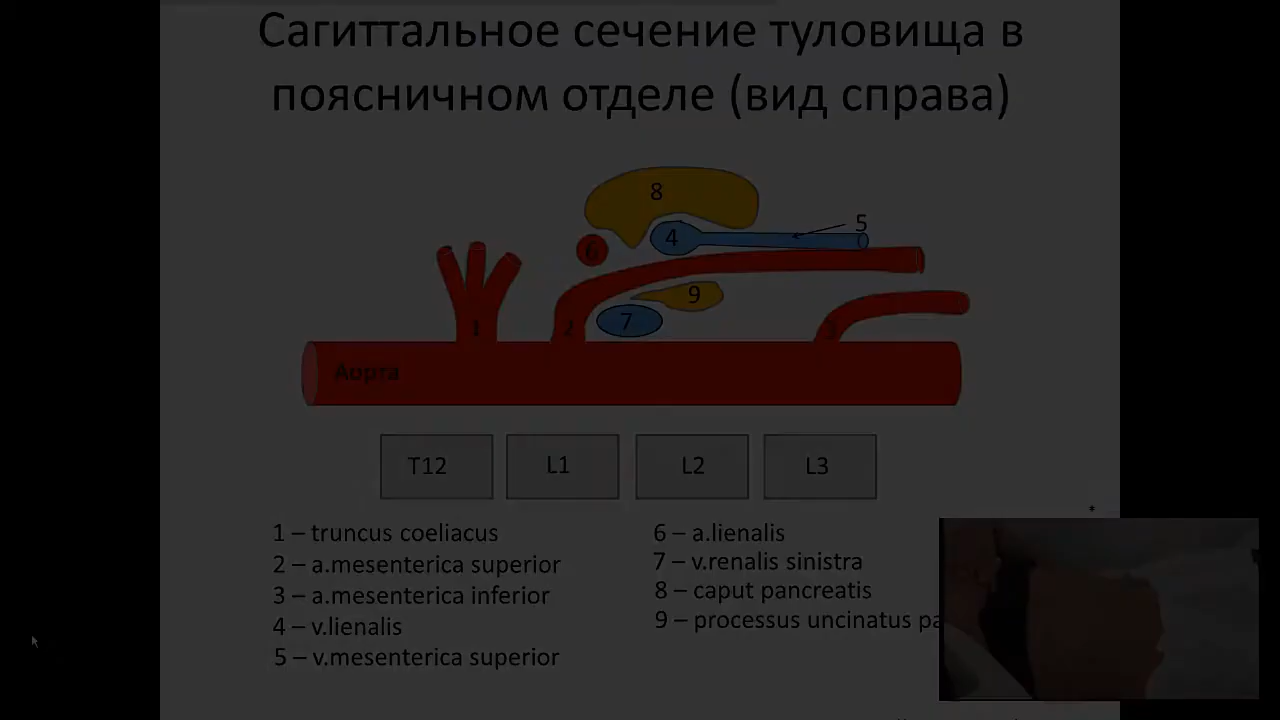 Сагиттальное сечение туловища в
поясничном отделе (вид справа)
8
5
4
6
9
7
1
2
3
Аорта
T12
L1
L2
L3
1 – truncus coeliacus
2 – a.mesenterica superior
3 – a.mesenterica inferior
4 – v.lienalis
5 – v.mesenterica superior
6 – a.lienalis
7 – v.renalis sinistra
8 – caput pancreatis
9 – processus uncinatus pa
*